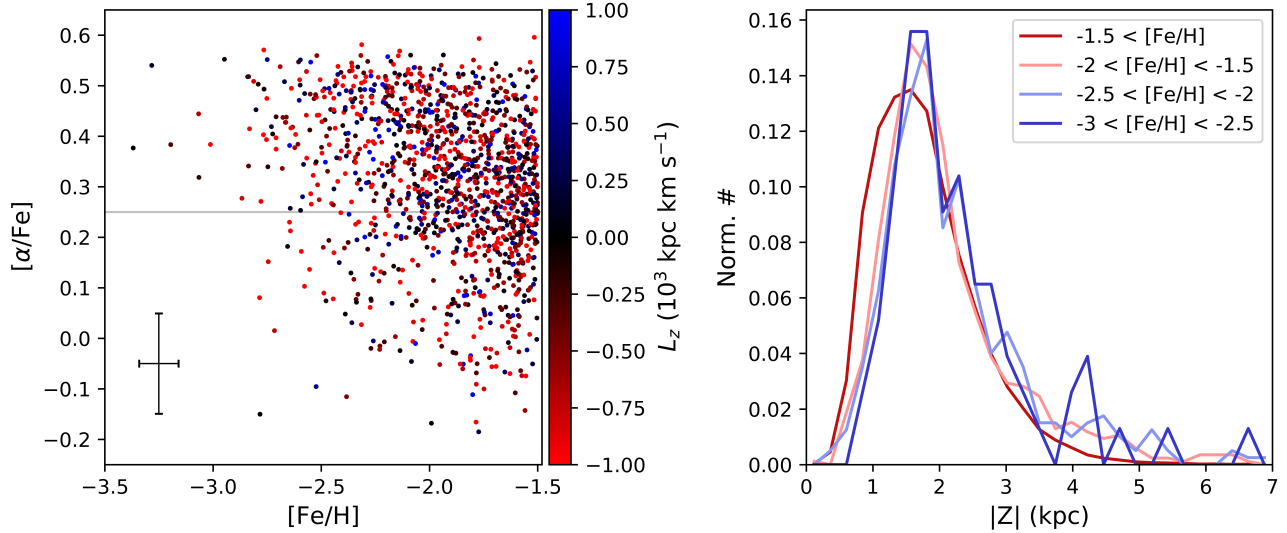 0.6
0.5
0.4
0.3
0.2
0.1
0.0
−0.1
−0.2
[α/Fe]
−3.5 −3.0 −2.5 −2.0 −1.5
[Fe/H]
1.00
0.75
0.50
0.25
0.00
−0.25
−0.50
−0.75
−1.00
L_z (10³ kpc km s⁻¹)
0.16
0.14
0.12
0.10
0.08
0.06
0.04
0.02
0.00
Norm. #
-1.5 < [Fe/H]
-2 < [Fe/H] < -1.5
-2.5 < [Fe/H] < -2
-3 < [Fe/H] < -2.5
0 1 2 3 4 5 6 7
|Z| (kpc)